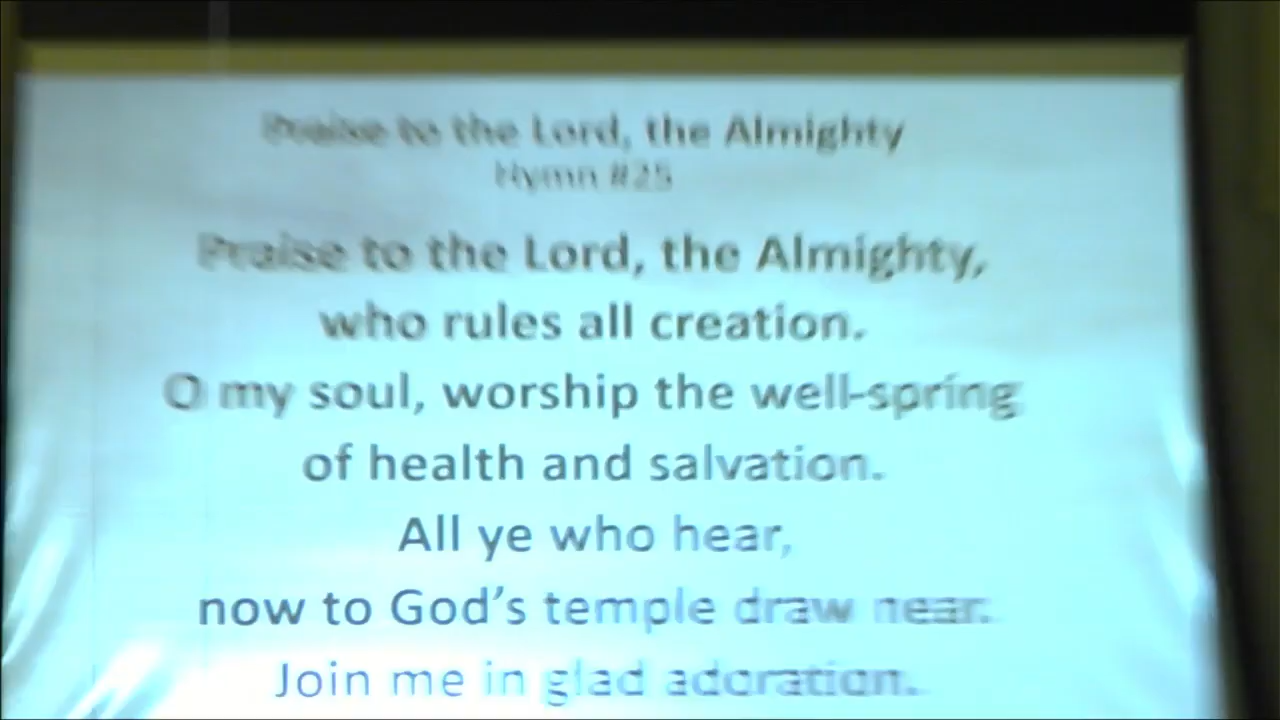 Praise to the Lord, the Almighty
Hymn #25
Praise to the Lord, the Almighty,
who rules all creation.
O my soul, worship the well-spring
of health and salvation.
All ye who hear,
now to God's temple draw near.
Join me in glad adoration.